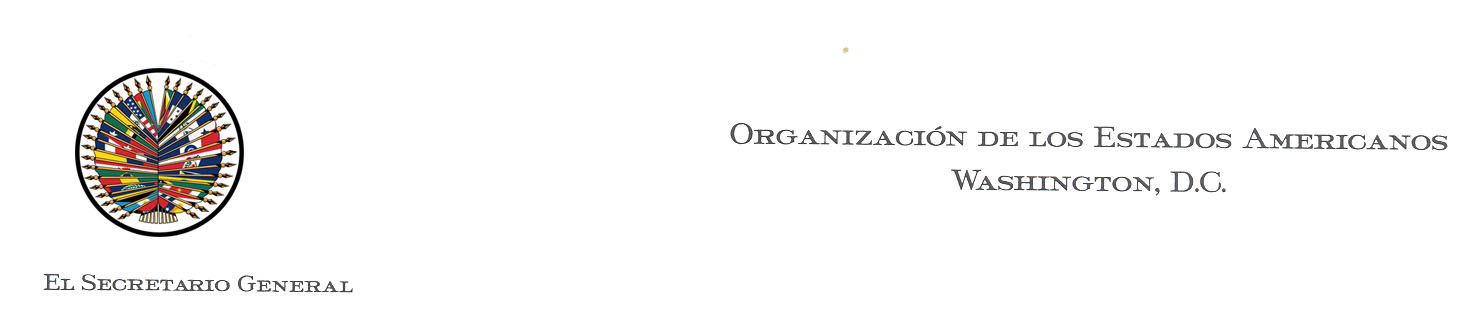 Organización de los Estados Americanos
Washington, D.C.
El Secretario General